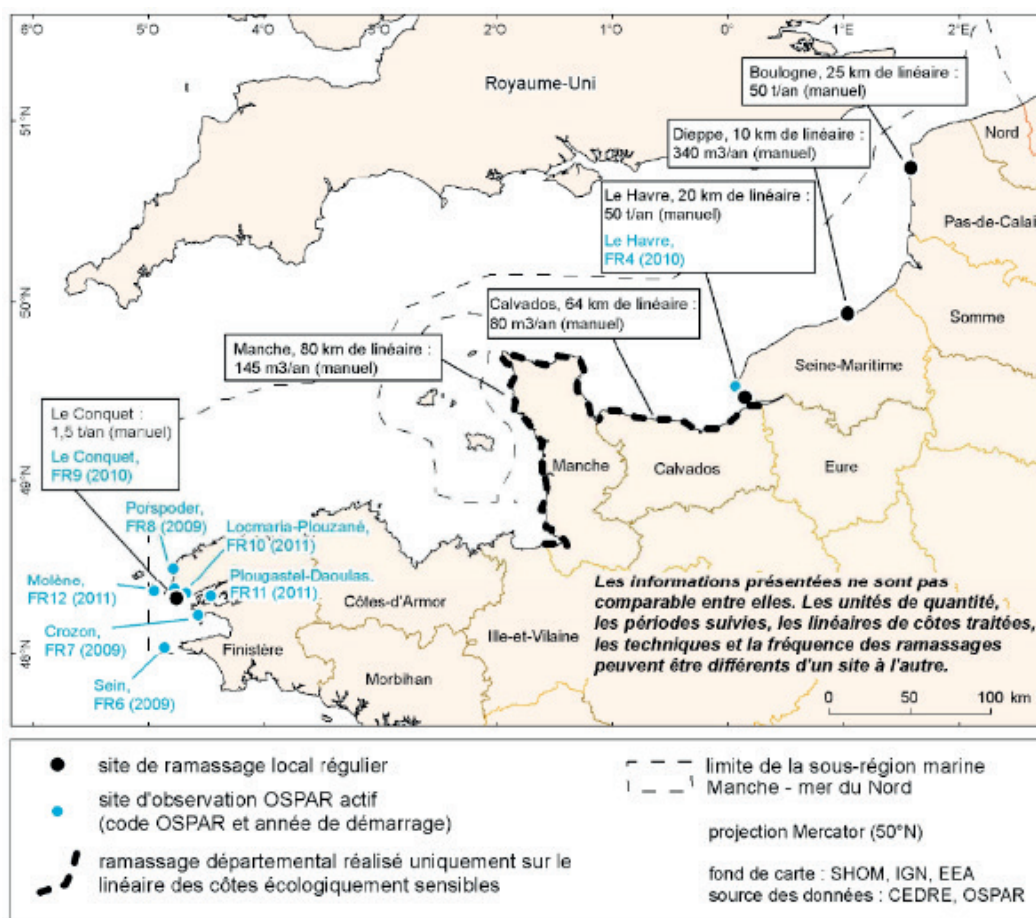 6°O
5°O
4°O
2°O
1°O
0°
1°E
51°N
50°N
49°N
48°N
Royaume-Uni
Boulogne, 25 km de linéaire :
50 t/an (manuel)
Nord
Dieppe, 10 km de linéaire :
340 m3/an (manuel)
Le Havre, 20 km de linéaire :
50 t/an (manuel)
Le Havre,
FR4 (2010)
Pas-de-Calai
Calvados, 64 km de linéaire :
80 m3/an (manuel)
Somme
Manche, 80 km de linéaire :
145 m3/an (manuel)
Seine-Maritime
Le Conquet :
1,5 t/an (manuel)
Le Conquet,
FR9 (2010)
Manche
Calvados
Eure
Porspoder,
FR8 (2009)
Locmaria-Plouzané,
FR10 (2011)
Molène,
FR12 (2011)
Plougastel-Daoulas,
FR11 (2011)
Côtes-d'Armor
Crozon,
FR7 (2009)
Finistère
Ille-et-Vilaine
Morbihan
Sein,
FR6 (2009)
Les informations présentées ne sont pas
comparable entre elles. Les unités de quantité,
les périodes suivies, les linéaires de côtes traitées,
les techniques et la fréquence des ramassages
peuvent être différents d'un site à l'autre.
0 50 100 km
site de ramassage local régulier
site d'observation OSPAR actif
(code OSPAR et année de démarrage)
ramassage départemental réalisé uniquement sur le
linéaire des côtes écologiquement sensibles
limite de la sous-région marine
Manche - mer du Nord
projection Mercator (50°N)
fond de carte : SHOM, IGN, EEA
source des données : CEDRE, OSPAR